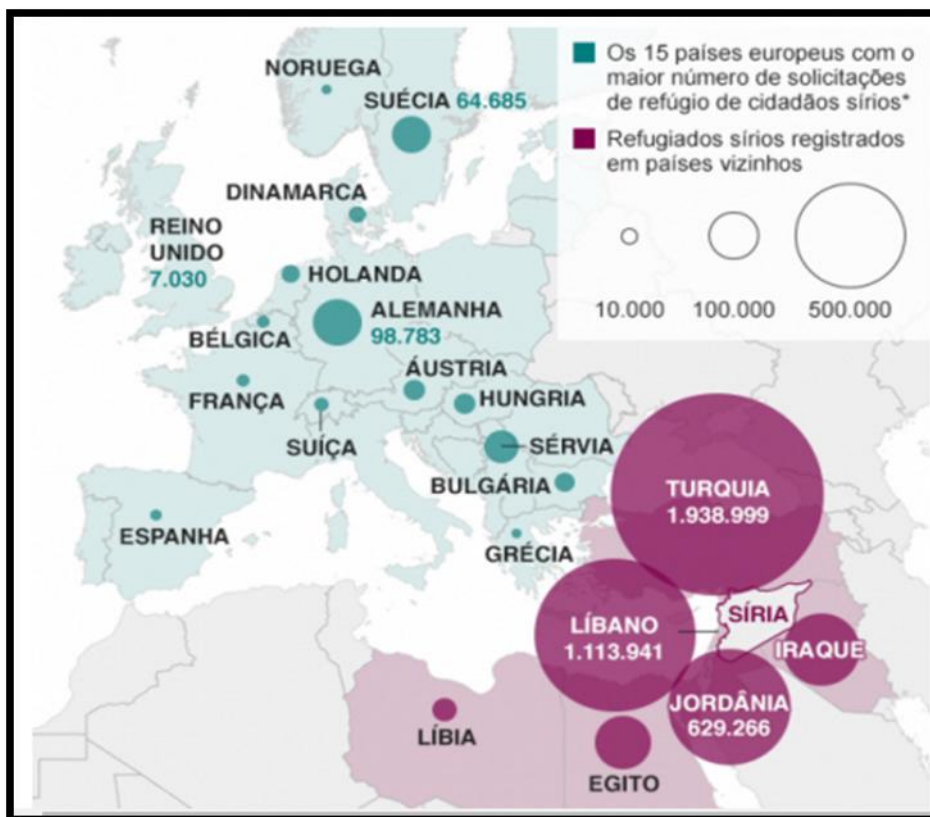 Os 15 países europeus com o
maior número de solicitações
de refúgio de cidadãos sírios*
Refugiados sírios registrados
em países vizinhos
10.000
100.000
500.000
NORUEGA
SUÉCIA 64.685
DINAMARCA
REINO
UNIDO
7.030
HOLANDA
ALEMANHA
98.783
BÉLGICA
ÁUSTRIA
FRANÇA
HUNGRIA
SUÍÇA
SÉRVIA
BULGÁRIA
ESPANHA
GRÉCIA
TURQUIA
1.938.999
SÍRIA
LÍBANO
1.113.941
IRAQUE
JORDÂNIA
629.266
LÍBIA
EGITO